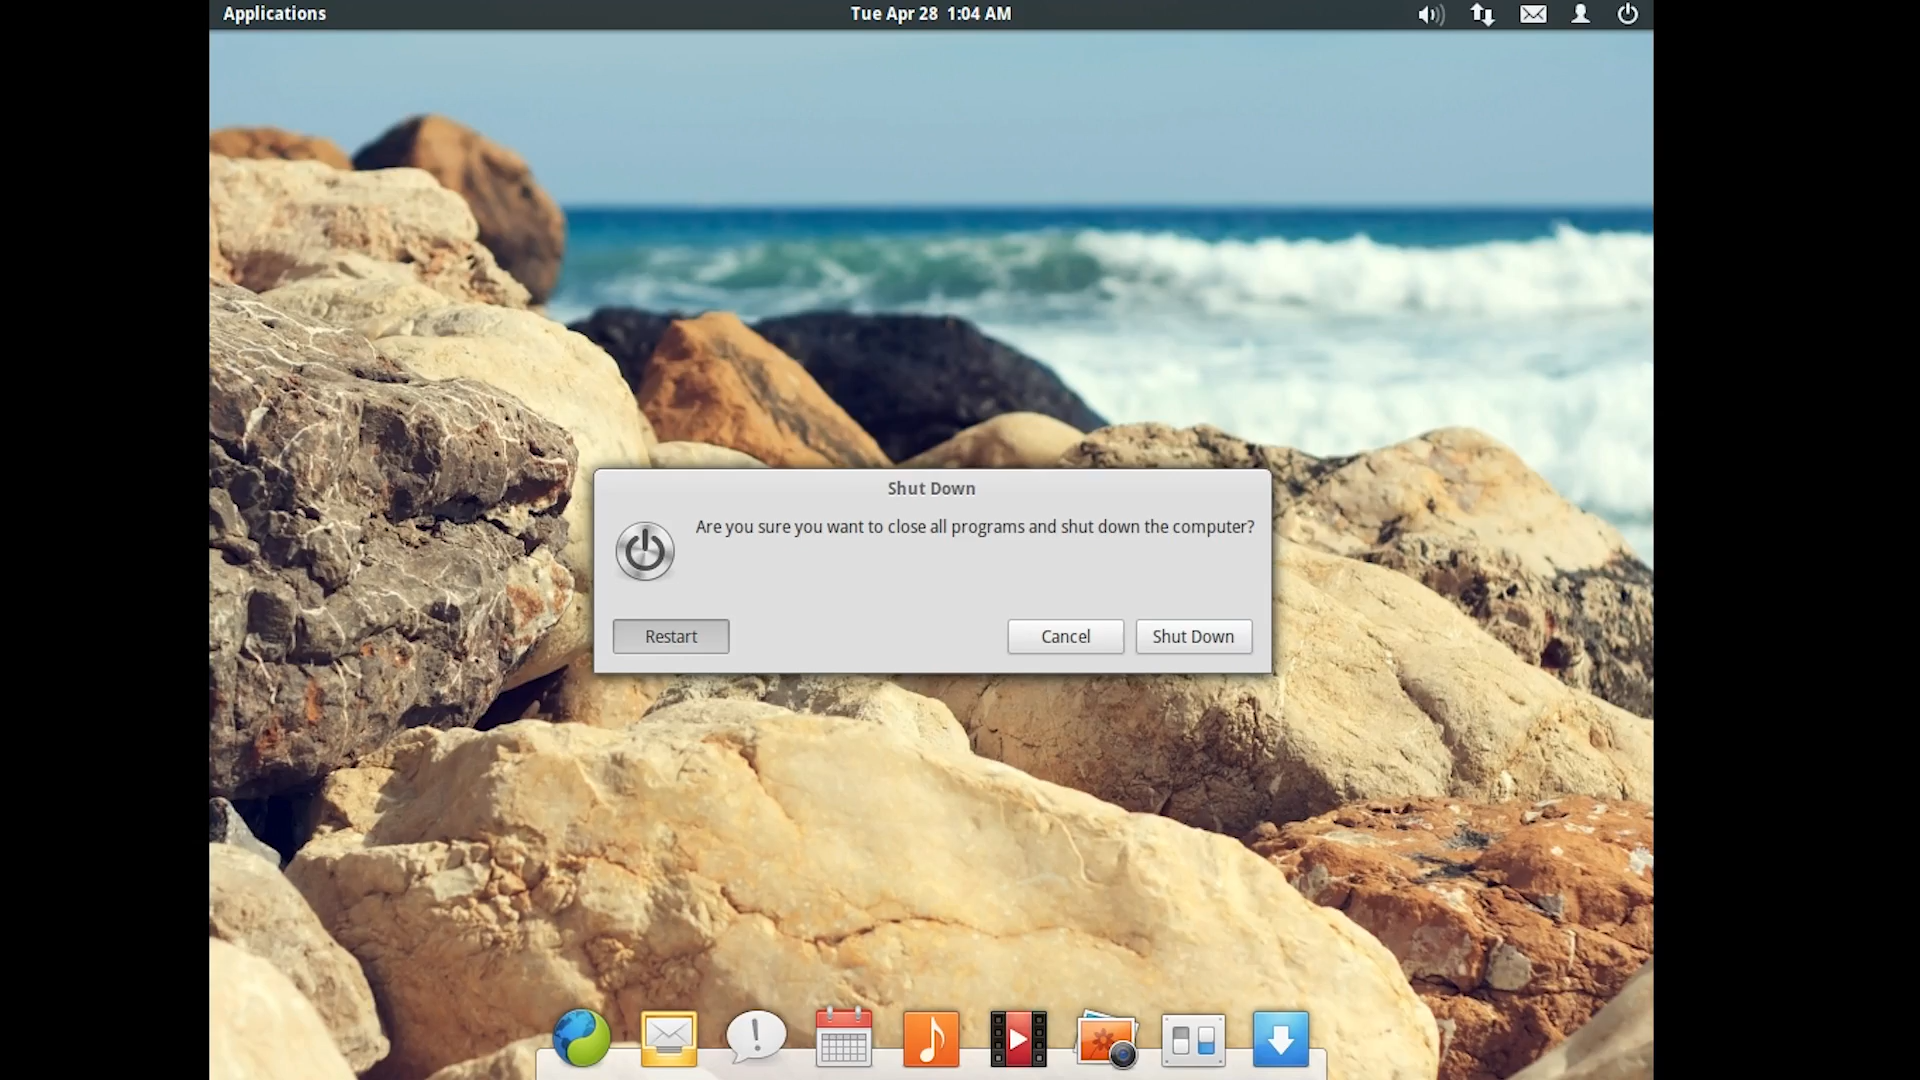 Applications
Tue Apr 28 1:04 AM
Shut Down
Are you sure you want to close all programs and shut down the computer?
Restart
Cancel
Shut Down